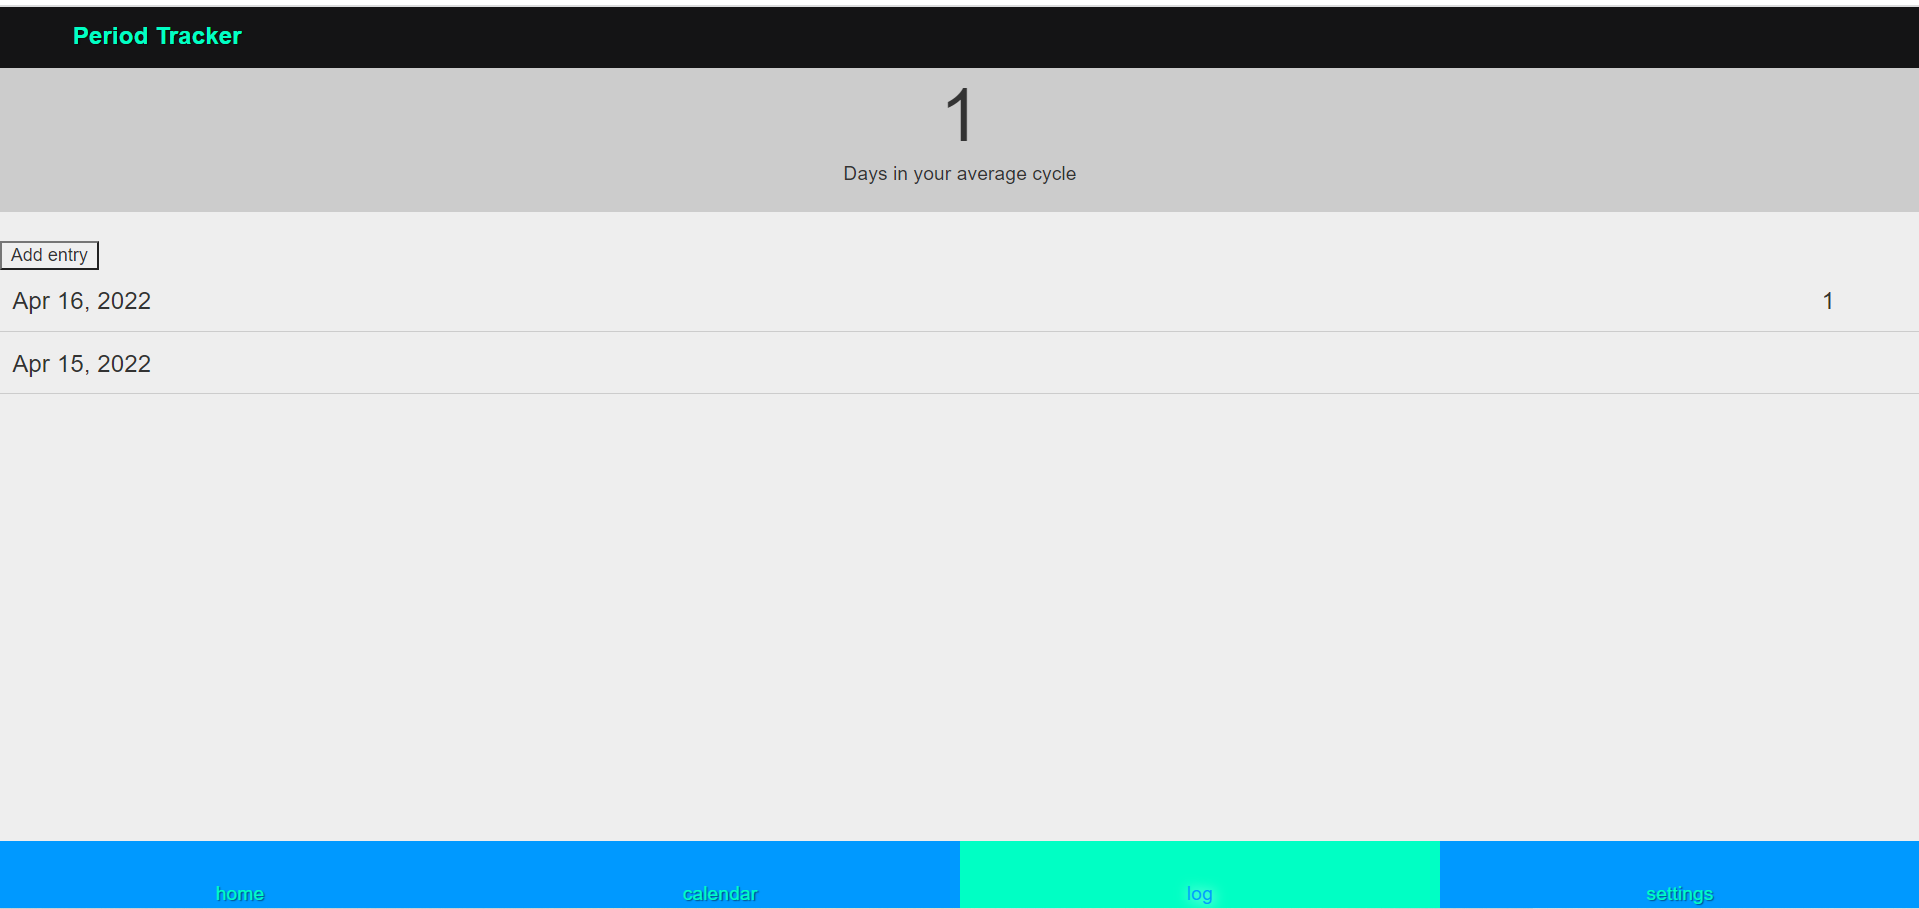 Period Tracker
1
Days in your average cycle
Add entry
Apr 16, 2022 1
Apr 15, 2022
home calendar log settings